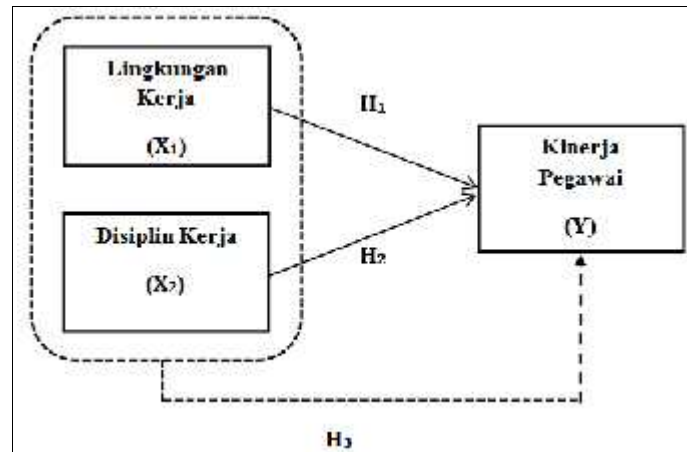 Lingkungan
Kerja
(X₁)
H₁
Kinerja
Pegawai
(Y)
Disiplin Kerja
(X₂)
H₂
H₃